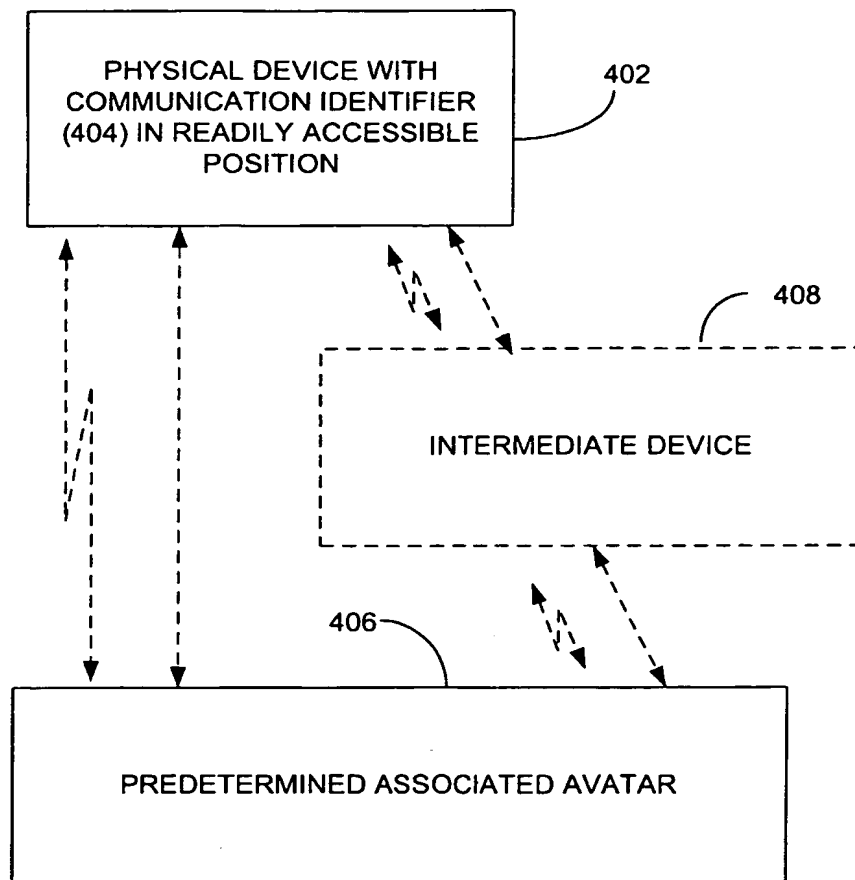 PHYSICAL DEVICE WITH
COMMUNICATION IDENTIFIER
(404) IN READILY ACCESSIBLE
POSITION
402
408
INTERMEDIATE DEVICE
406
PREDETERMINED ASSOCIATED AVATAR